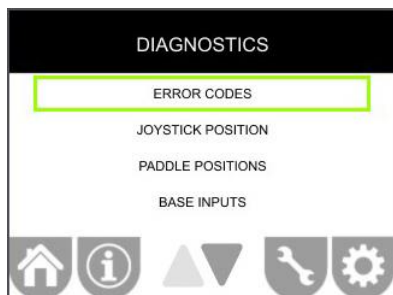 DIAGNOSTICS
ERROR CODES
JOYSTICK POSITION
PADDLE POSITIONS
BASE INPUTS